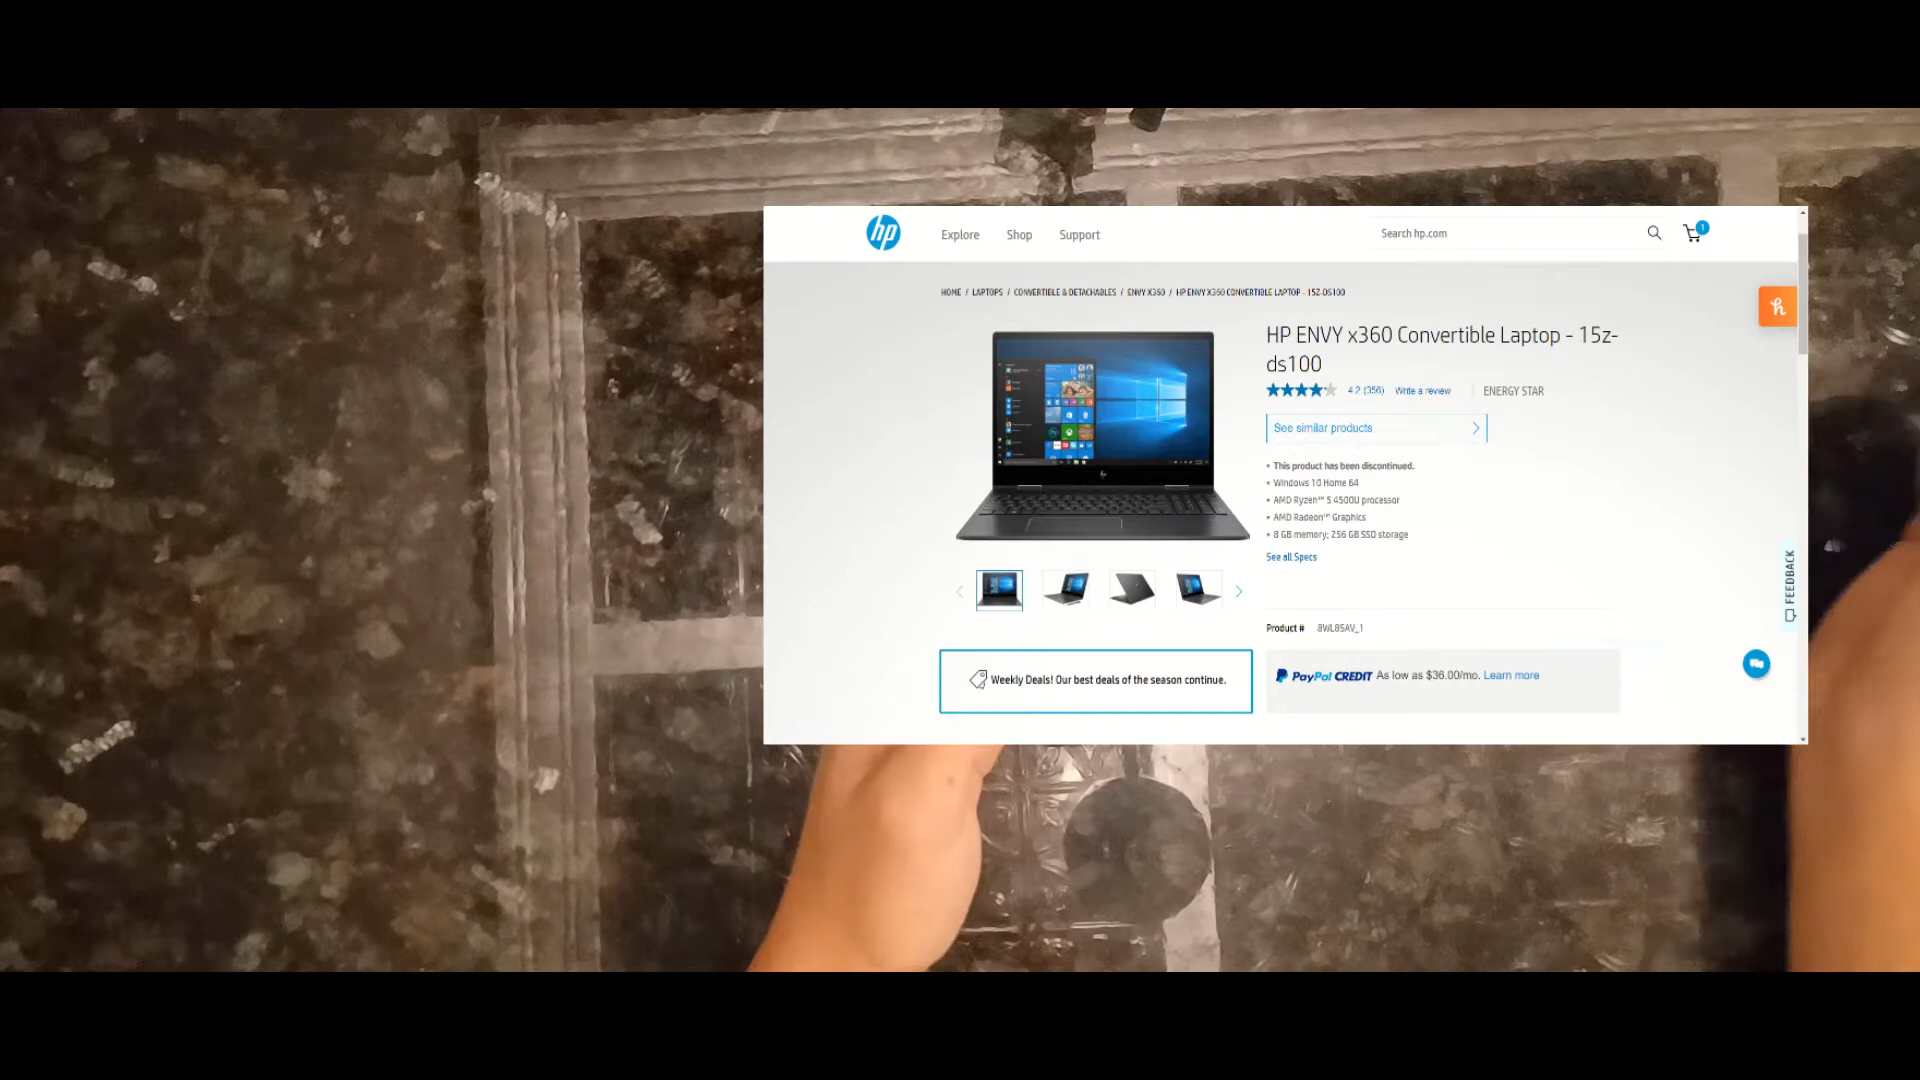 hp
Explore Shop Support
Search hp.com
1
HOME / LAPTOPS / CONVERTIBLE & DETACHABLES / ENVY X360 / HP ENVY X360 CONVERTIBLE LAPTOP - 15Z-DS100
HP ENVY x360 Convertible Laptop - 15z-
ds100
4.2 (356) Write a review ENERGY STAR
See similar products
• This product has been discontinued.
• Windows 10 Home 64
• AMD Ryzen™ 5 4500U processor
• AMD Radeon™ Graphics
• 8 GB memory; 256 GB SSD storage
See all Specs
FEEDBACK
Product # 8WL85AV_1
Weekly Deals! Our best deals of the season continue.
PayPal CREDIT As low as $36.00/mo. Learn more